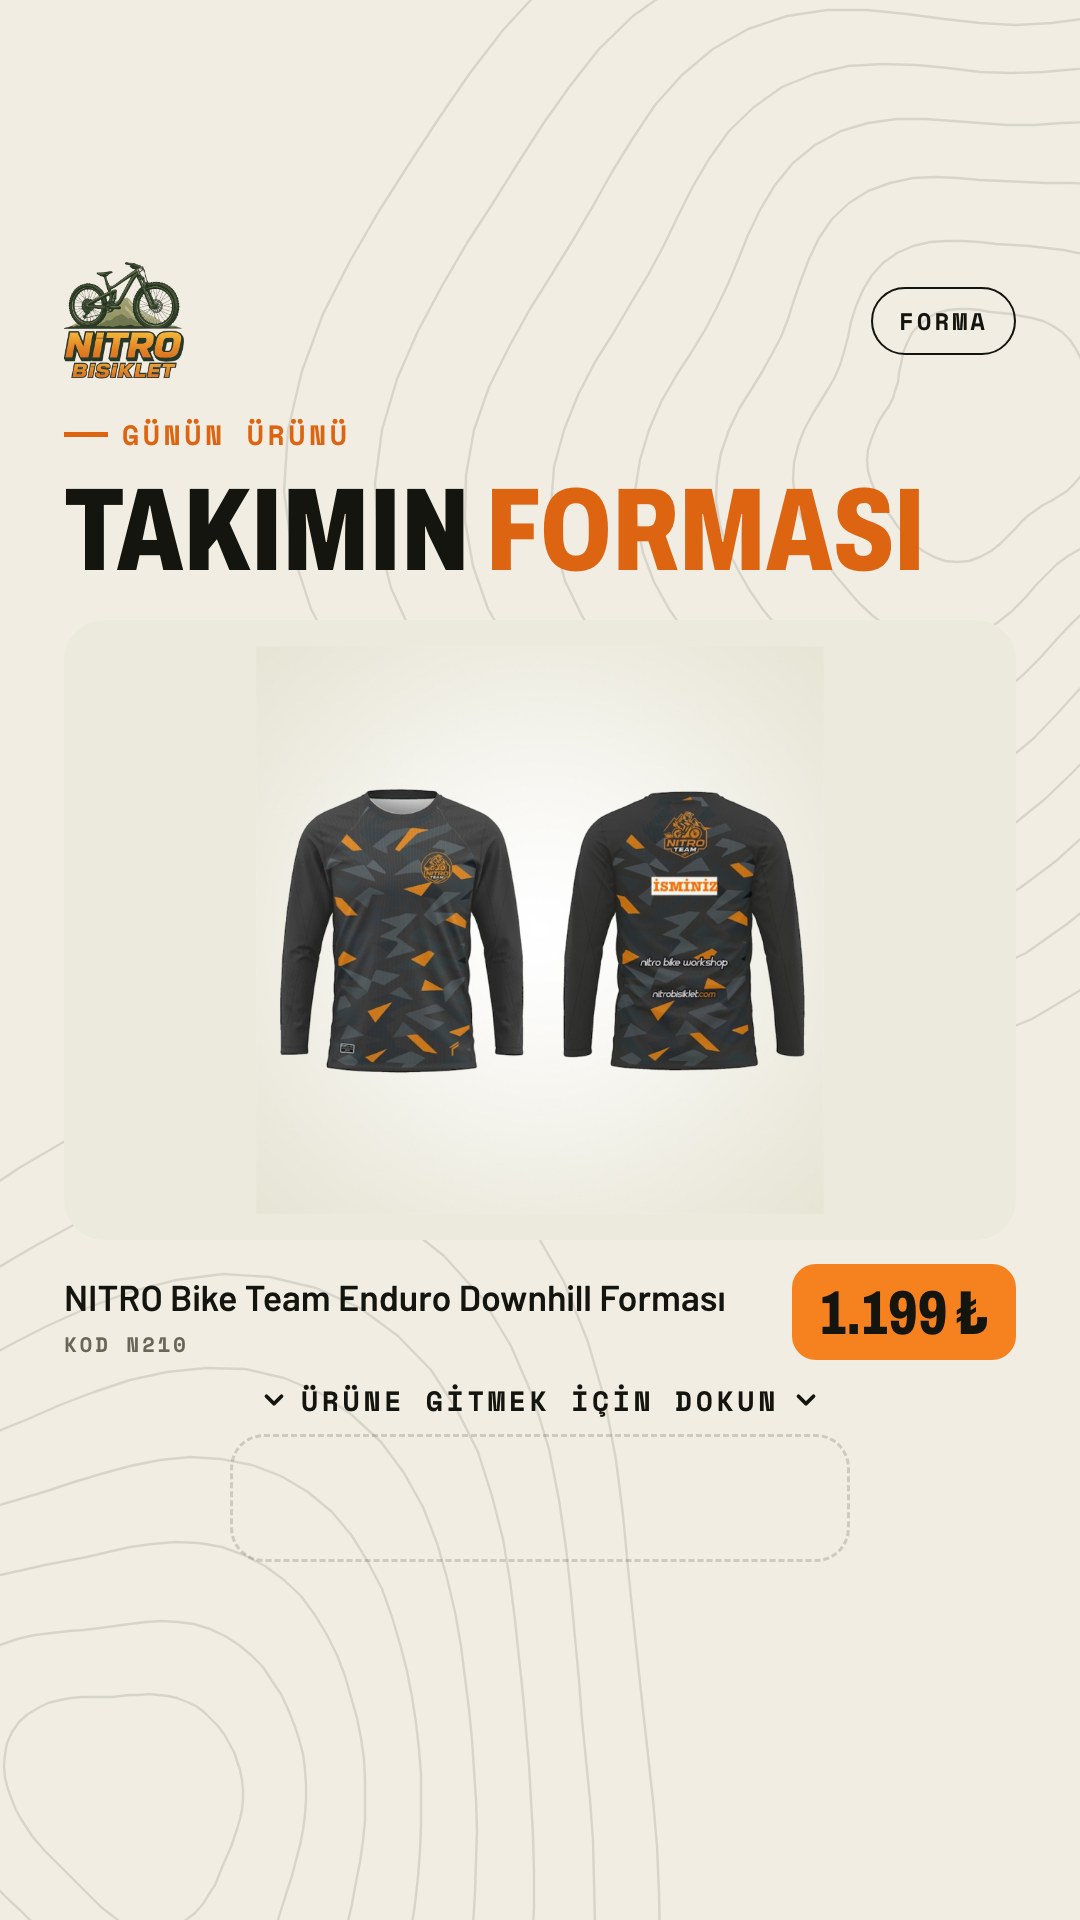 NITRO
BISIKLET
FORMA
GÜNÜN ÜRÜNÜ
TAKIMIN FORMASI
NITRO
TEAM
NITRO
TEAM
İSMİNİZ
nitro bike workshop
nitrobisiklet.com
NITRO Bike Team Enduro Downhill Forması
1.199 ₺
KOD N210
ÜRÜNE GİTMEK İÇİN DOKUN